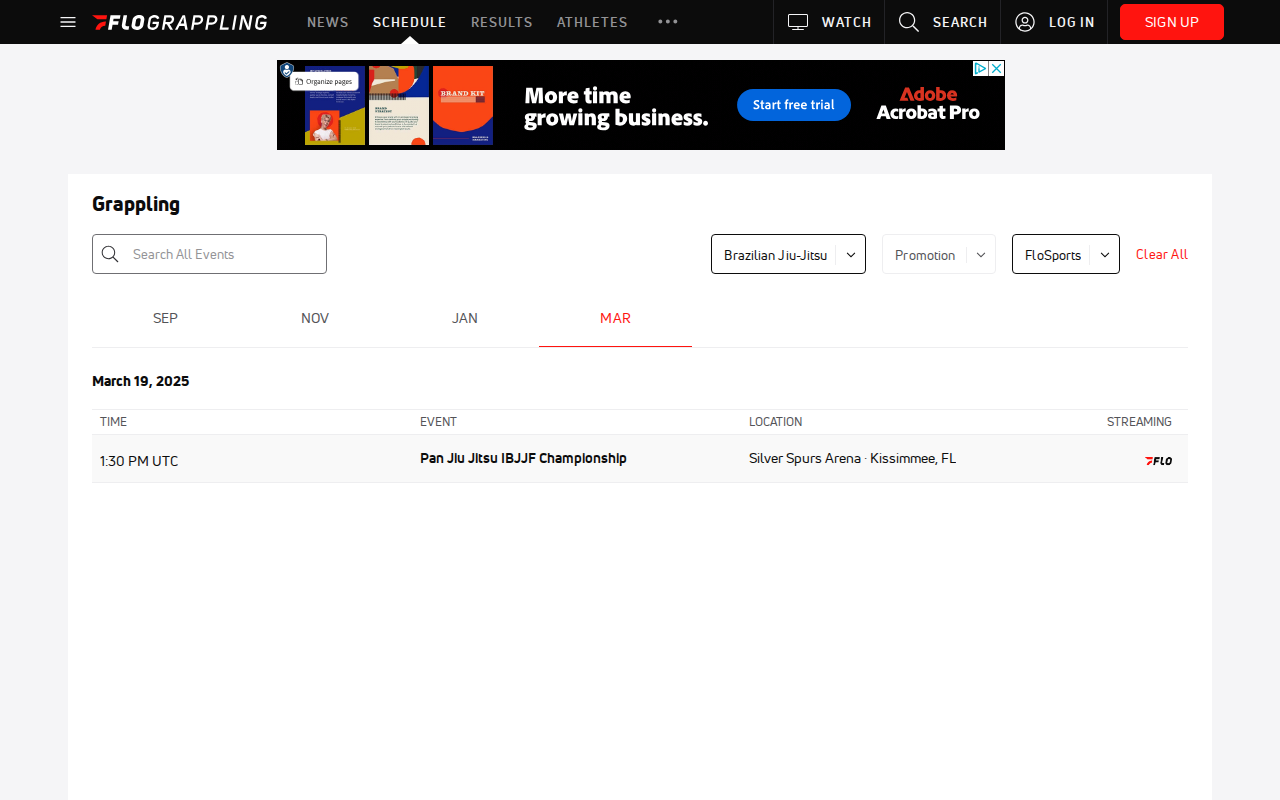 FLOGRAPPLING
NEWS
SCHEDULE
RESULTS
ATHLETES
WATCH
SEARCH
LOG IN
SIGN UP
Organize pages
BRAND KIT
More time
growing business.
Start free trial
Adobe
Acrobat Pro
Grappling
Search All Events
Brazilian Jiu-Jitsu
Promotion
FloSports
Clear All
SEP
NOV
JAN
MAR
March 19, 2025
TIME
EVENT
LOCATION
STREAMING
1:30 PM UTC
Pan Jiu Jitsu IBJJF Championship
Silver Spurs Arena · Kissimmee, FL
FLO